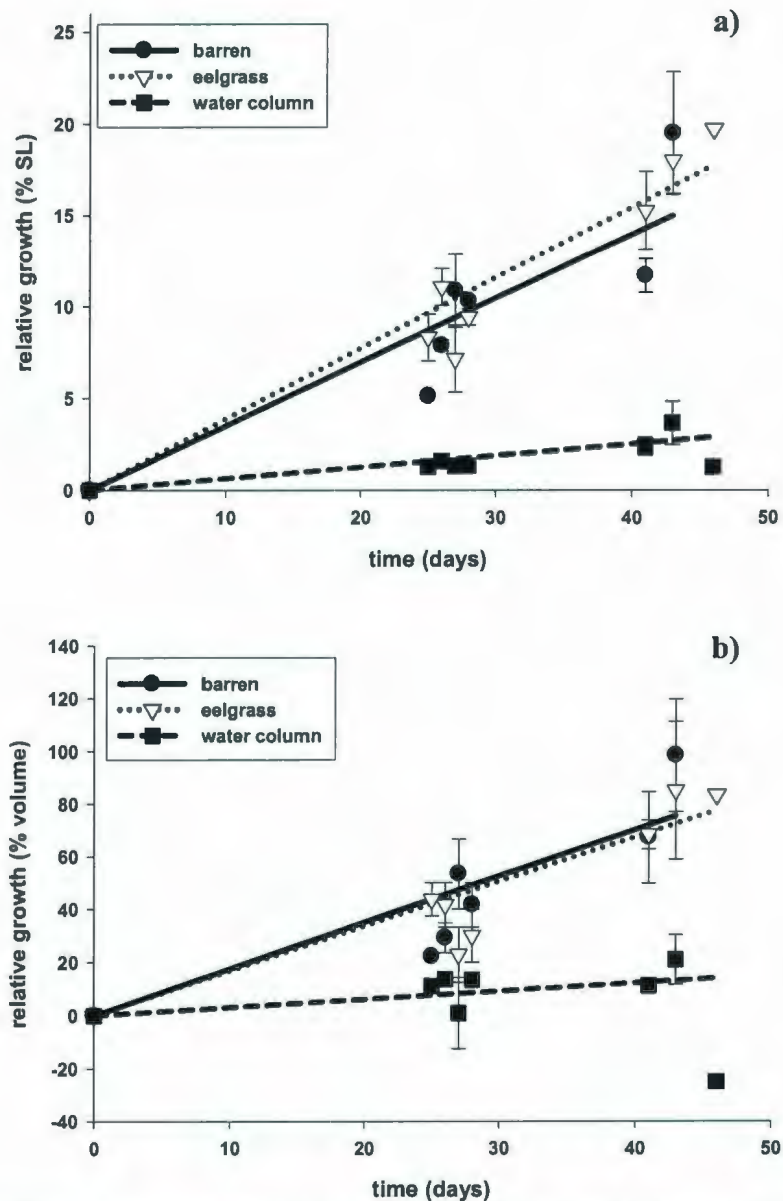 a)
barren
eelgrass
water column
relative growth (% SL)
25
20
15
10
5
0
0
10
20
30
40
50
time (days)
b)
barren
eelgrass
water column
relative growth (% volume)
140
120
100
80
60
40
20
0
-20
-40
0
10
20
30
40
50
time (days)